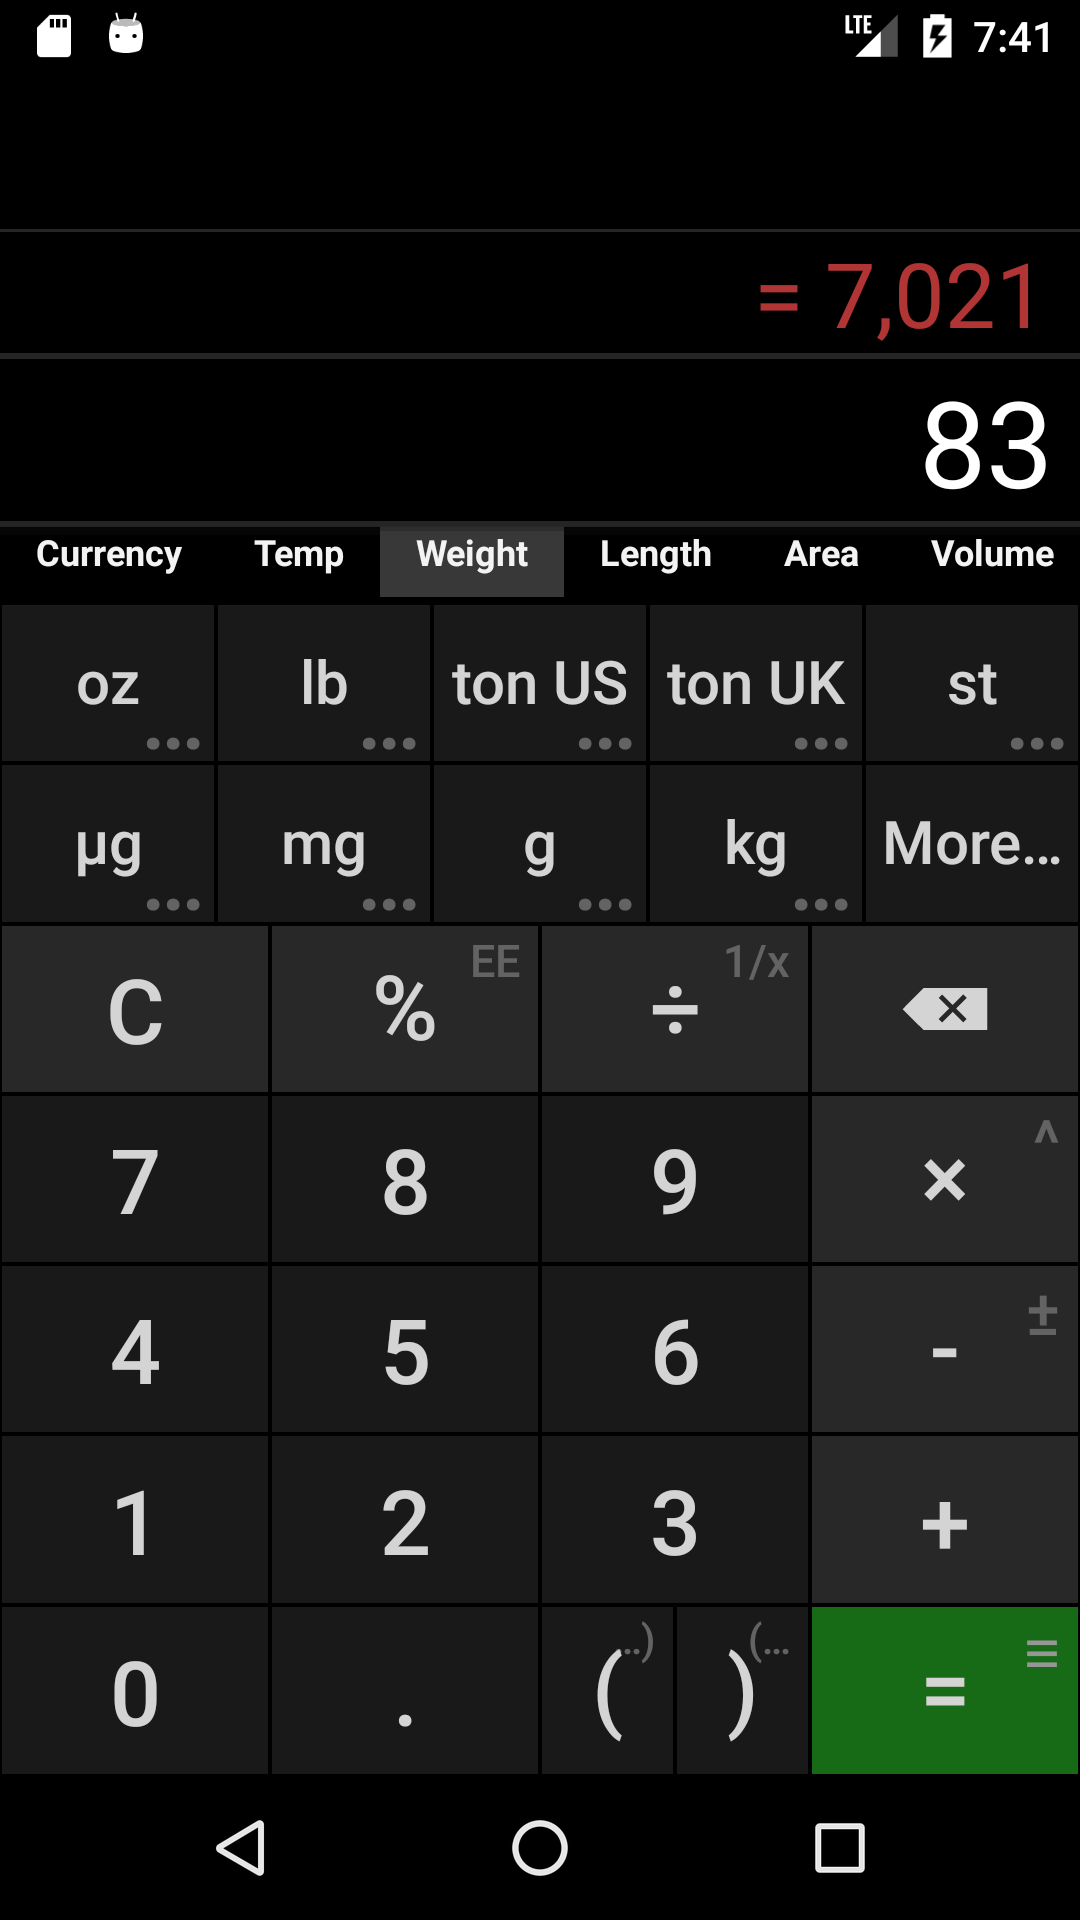 LTE 7:41
= 7,021
83
Currency Temp Weight Length Area Volume
oz lb ton US ton UK st
µg mg g kg More...
C % EE ÷ 1/x
7 8 9 × ^
4 5 6 - ±
1 2 3 +
0 . ( ..) ) (... = ≡